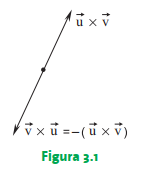 u⃗ × v⃗
v⃗ × u⃗ =–( u⃗ × v⃗)
Figura 3.1